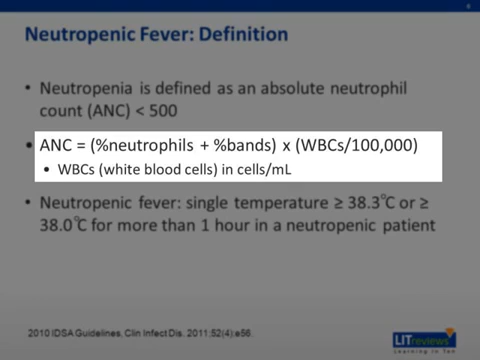 Neutropenic Fever: Definition
• Neutropenia is defined as an absolute neutrophil
count (ANC) < 500
• ANC = (%neutrophils + %bands) x (WBCs/100,000)
• WBCs (white blood cells) in cells/mL
• Neutropenic fever: single temperature ≥ 38.3°C or ≥
38.0°C for more than 1 hour in a neutropenic patient
2010 IDSA Guidelines, Clin Infect Dis. 2011;52(4):e56.
LITreviews
Learning in Ten